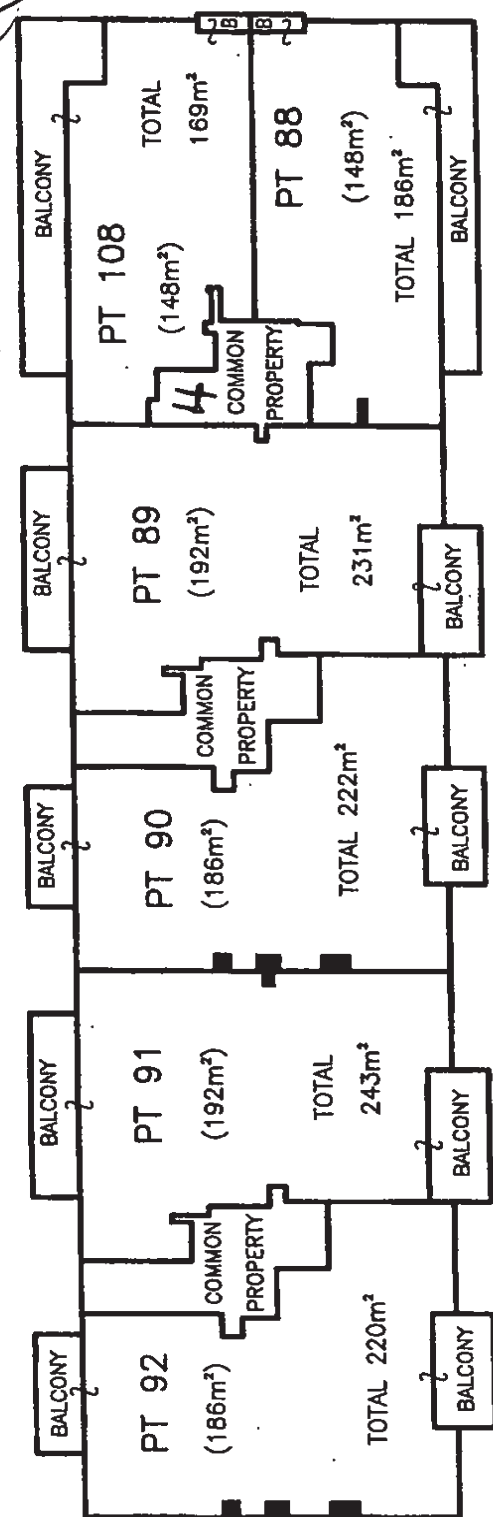 BALCONY
BALCONY
BALCONY
BALCONY
BALCONY
PT 92
(186m²)
TOTAL 220m²
COMMON
PROPERTY
PT 91
(192m²)
TOTAL
243m²
PT 90
(186m²)
TOTAL 222m²
COMMON
PROPERTY
PT 89
(192m²)
TOTAL
231m²
4
COMMON
PROPERTY
PT 108
(148m²)
TOTAL
169m²
PT 88
(148m²)
TOTAL 186m²
B
B
BALCONY
BALCONY
BALCONY
BALCONY
BALCONY